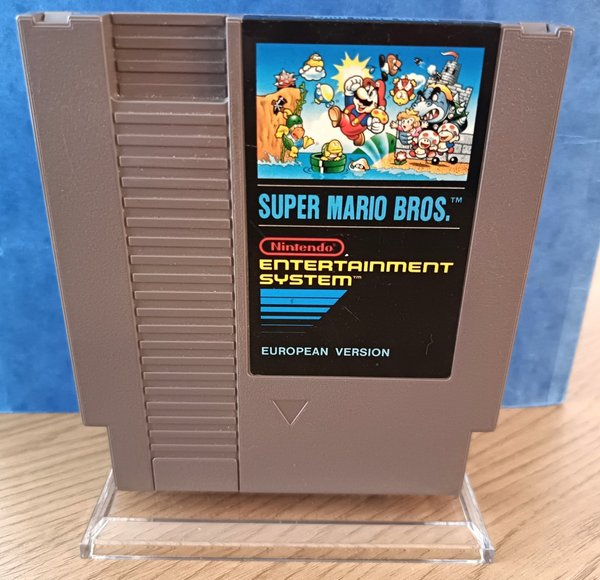 SUPER MARIO BROS.™
Nintendo®
ENTERTAINMENT
SYSTEM™
EUROPEAN VERSION